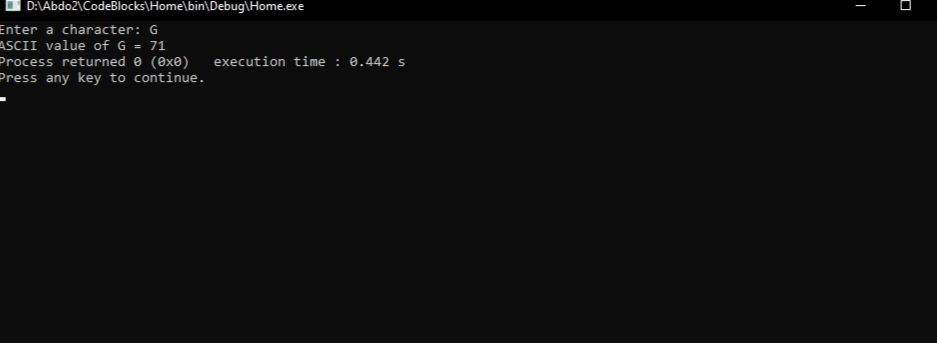 D:\Abdo2\CodeBlocks\Home\bin\Debug\Home.exe
Enter a character: G
ASCII value of G = 71
Process returned 0 (0x0)   execution time : 0.442 s
Press any key to continue.